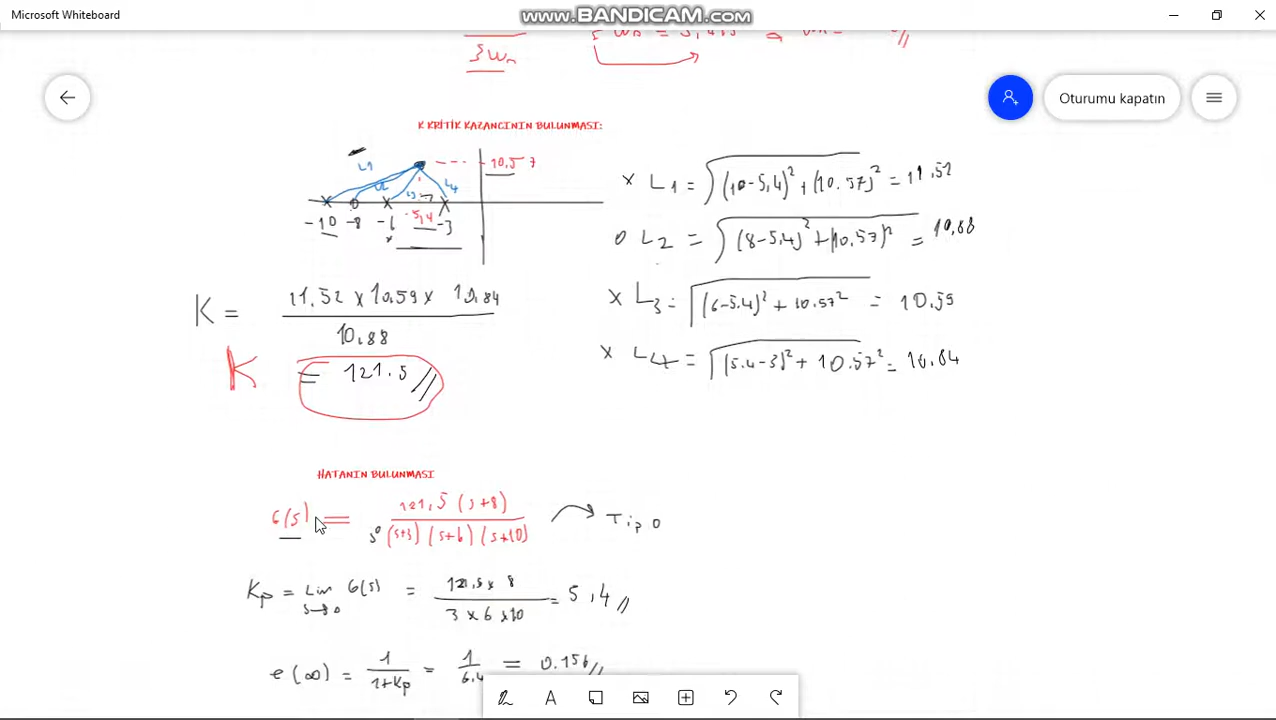 Microsoft Whiteboard
www.BANDICAM.com
ξWn
Oturumu kapatın
K KRİTİK KAZANCININ BULUNMASI:
L1 L2 L3 L4 10,57
-10 -8 -6 -5,4 -3
x L1 = √(10-5,4)² + (10.57)² = 11.52
o L2 = √(8-5.4)² + (10,57)² = 10,88
x L3 = √(6-5.4)² + 10.57² = 10.59
x L4 = √(5.4-3)² + 10.57² = 10.84
K = 11,52 x 10,59 x 10,84
10.88
K = 121.5 //
HATANIN BULUNMASI
G(s) = 121,5 (s+8)
s⁰ (s+3) (s+6) (s+10)
Tip 0
Kp = Lim G(s) = 121,5 x 8 = 5,4 //
s→0 3 x 6 x 10
e(∞) = 1 = 1 = 0.156 //
1+Kp 6.4
A